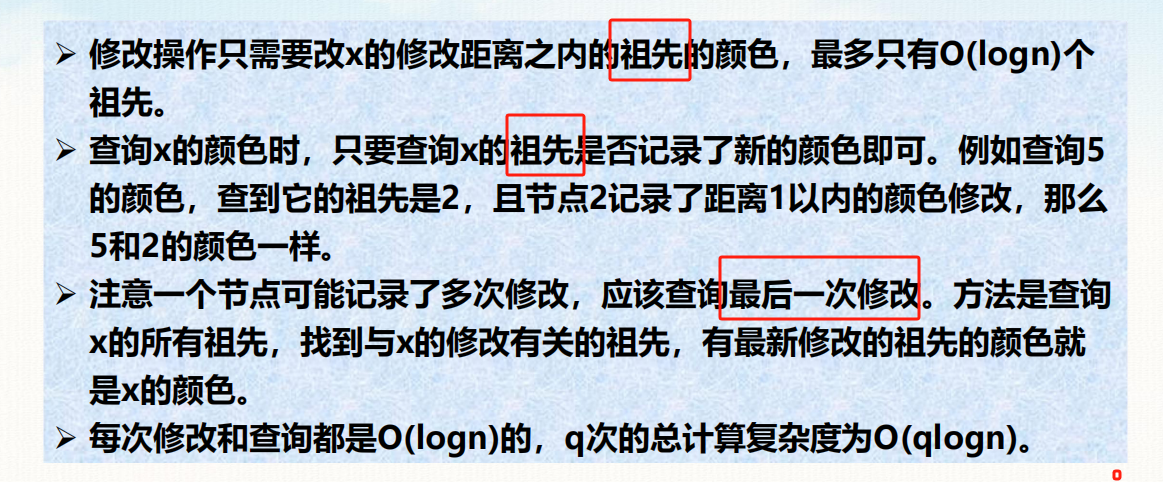 ➢ 修改操作只需要改x的修改距离之内的祖先的颜色，最多只有O(logn)个
祖先。
➢ 查询x的颜色时，只要查询x的祖先是否记录了新的颜色即可。例如查询5
的颜色，查到它的祖先是2，且节点2记录了距离1以内的颜色修改，那么
5和2的颜色一样。
➢ 注意一个节点可能记录了多次修改，应该查询最后一次修改。方法是查询
x的所有祖先，找到与x的修改有关的祖先，有最新修改的祖先的颜色就
是x的颜色。
➢ 每次修改和查询都是O(logn)的，q次的总计算复杂度为O(qlogn)。